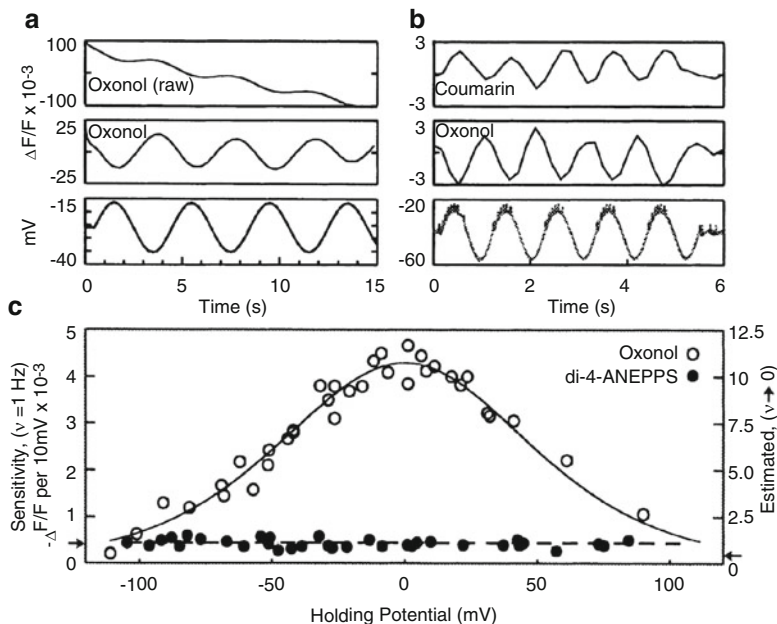 a
100
-100
Oxonol (raw)
25
-25
Oxonol
ΔF/F x 10-3
-15
-40
mV
0 5 10 15
Time (s)
b
3
-3
Coumarin
3
-3
Oxonol
-20
-60
0 2 4 6
Time (s)
c
5
4
3
2
1
0
Sensitivity, (ν = 1 Hz)
-ΔF/F per 10mV x 10-3
Oxonol
di-4-ANEPPS
12.5
10
7.5
5.0
2.5
0
Estimated, (ν→ 0)
-100 -50 0 50 100
Holding Potential (mV)